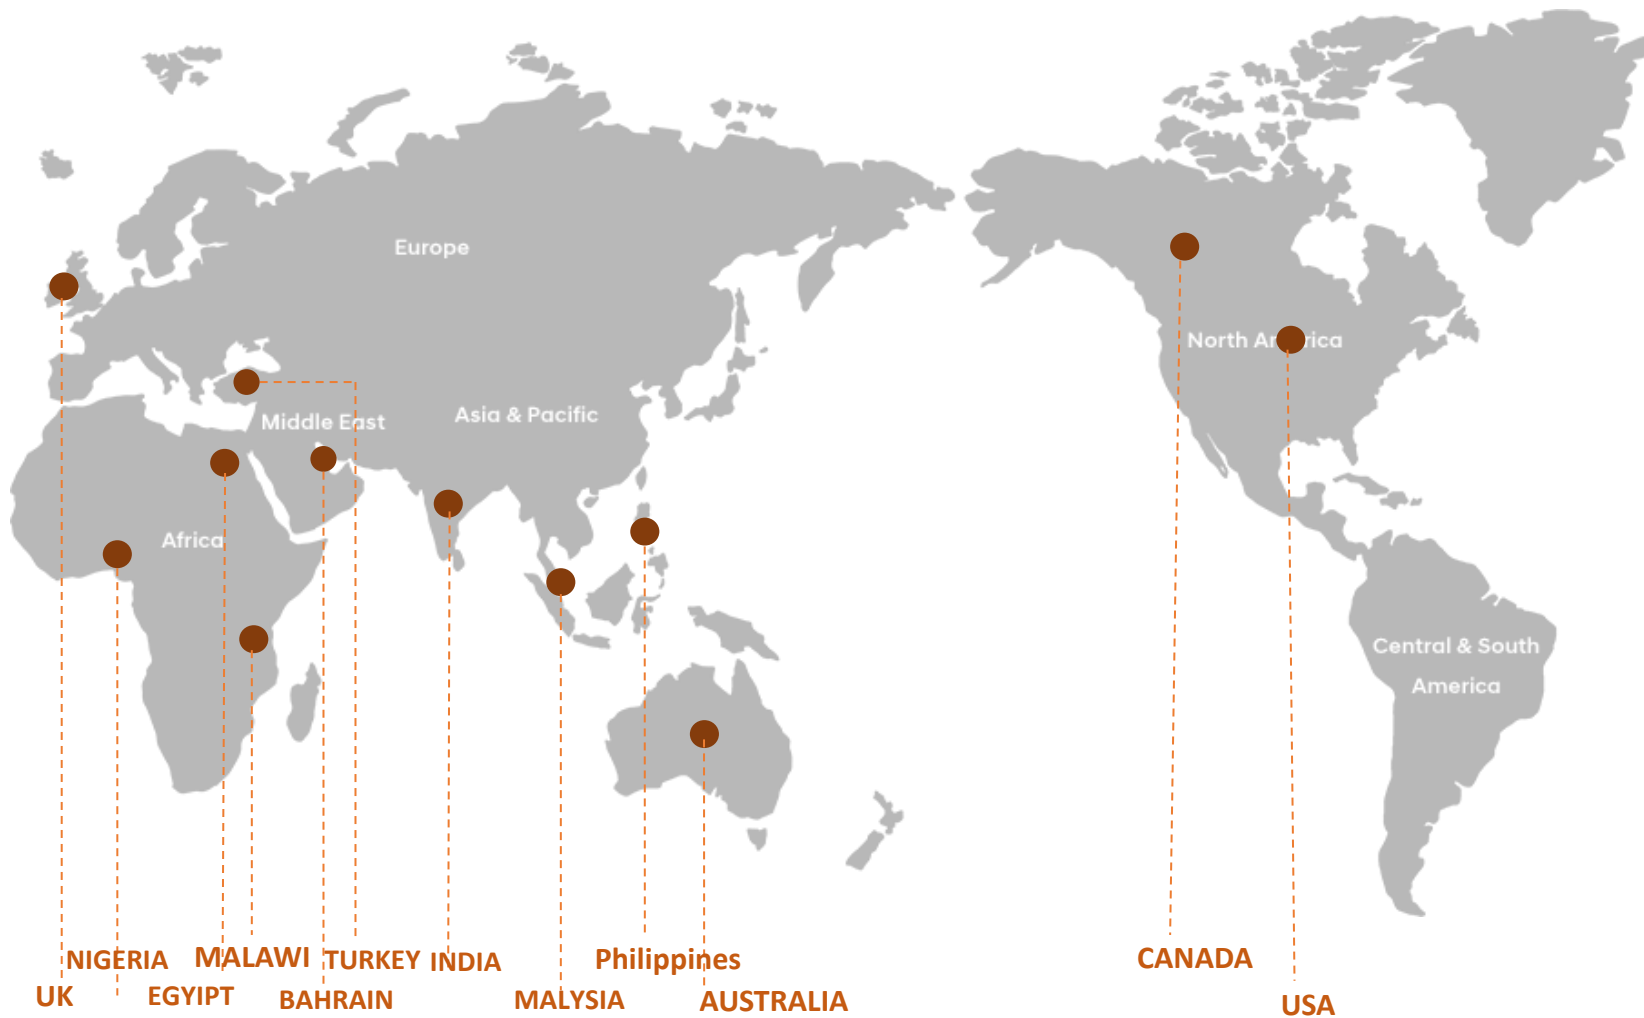 Europe
North America
Middle East
Asia & Pacific
Africa
Central & South
America
NIGERIA
MALAWI
TURKEY
INDIA
Philippines
CANADA
UK
EGYIPT
BAHRAIN
MALYSIA
AUSTRALIA
USA